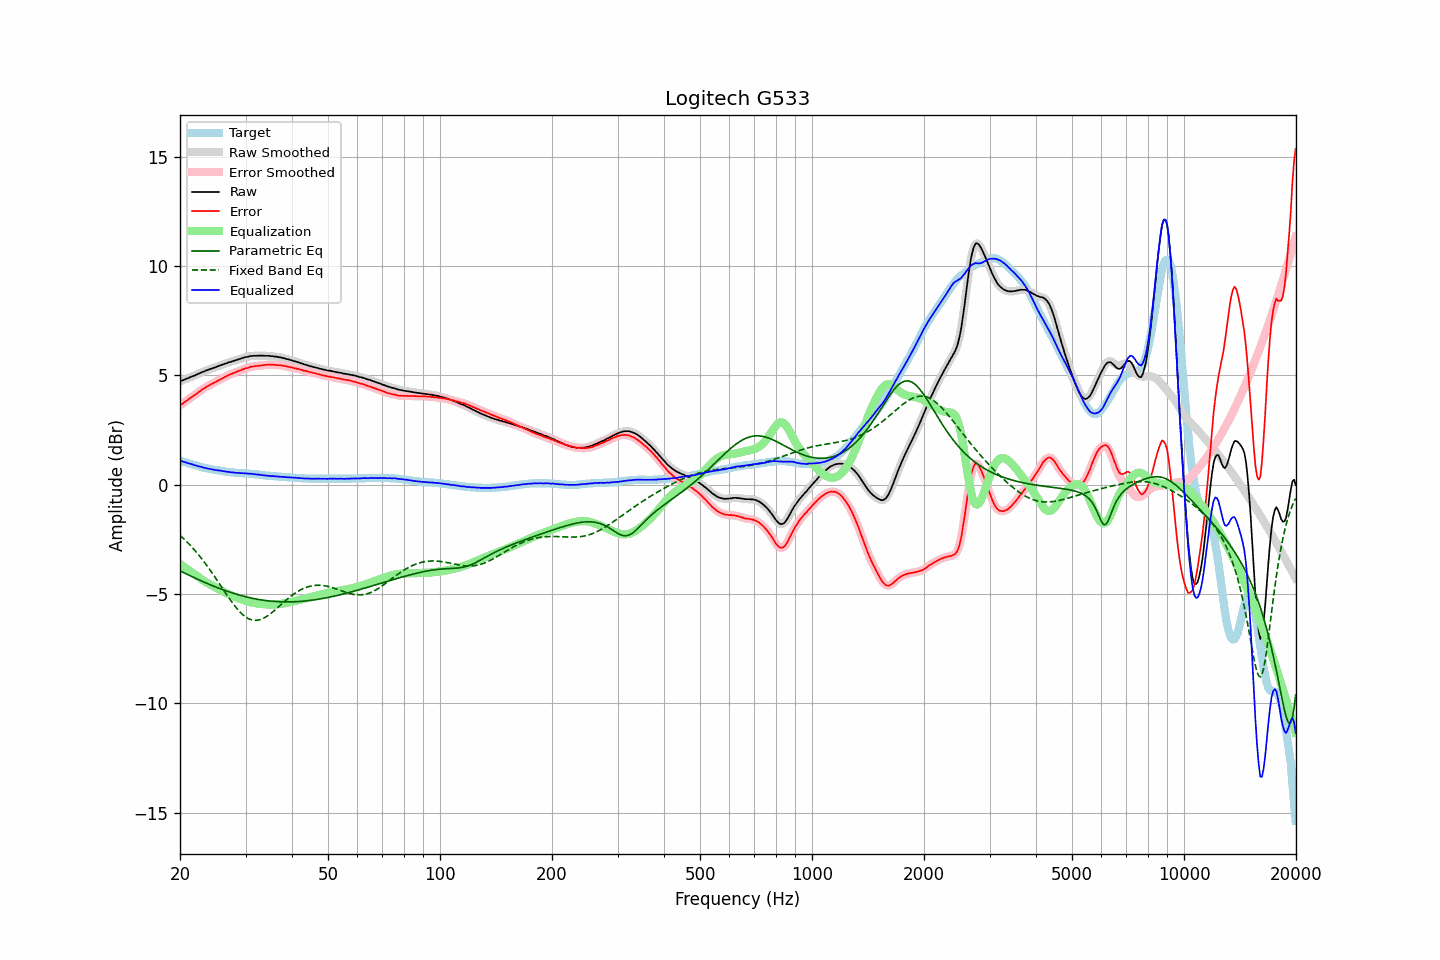 Logitech G533
Target
Raw Smoothed
Error Smoothed
Raw
Error
Equalization
Parametric Eq
Fixed Band Eq
Equalized
15
10
5
0
−5
−10
−15
Amplitude (dBr)
20
50
100
200
500
1000
2000
5000
10000
20000
Frequency (Hz)